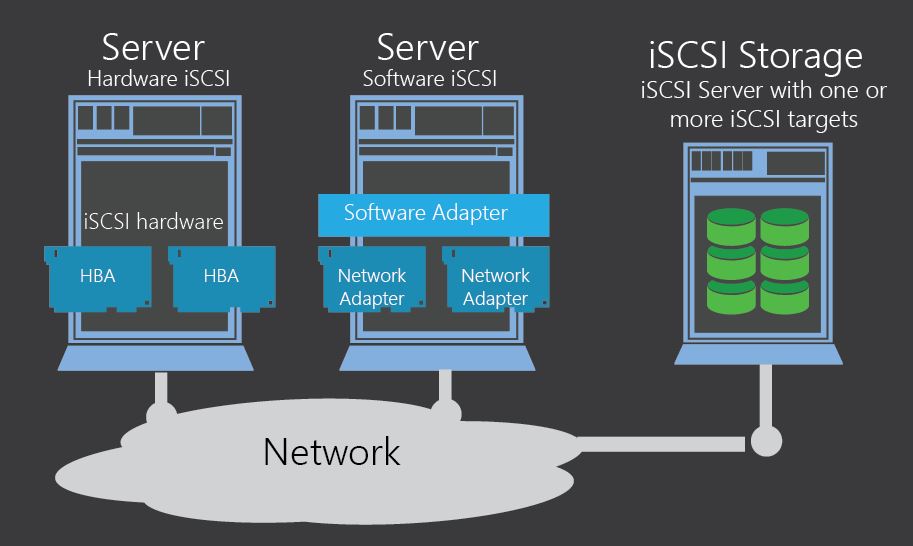 Server
Hardware iSCSI
iSCSI hardware
HBA
HBA
Server
Software iSCSI
Software Adapter
Network
Adapter
Network
Adapter
iSCSI Storage
iSCSI Server with one or
more iSCSI targets
Network